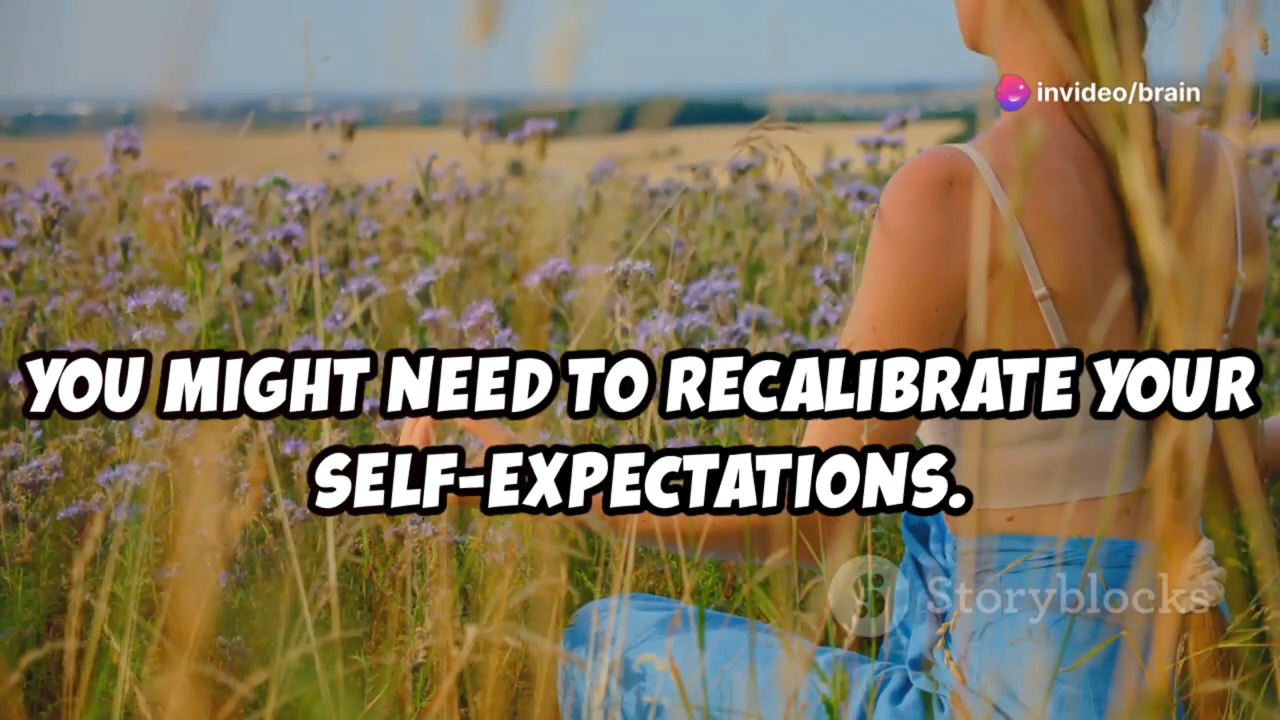 invideo/brain
YOU MIGHT NEED TO RECALIBRATE YOUR
SELF-EXPECTATIONS.
Storyblocks